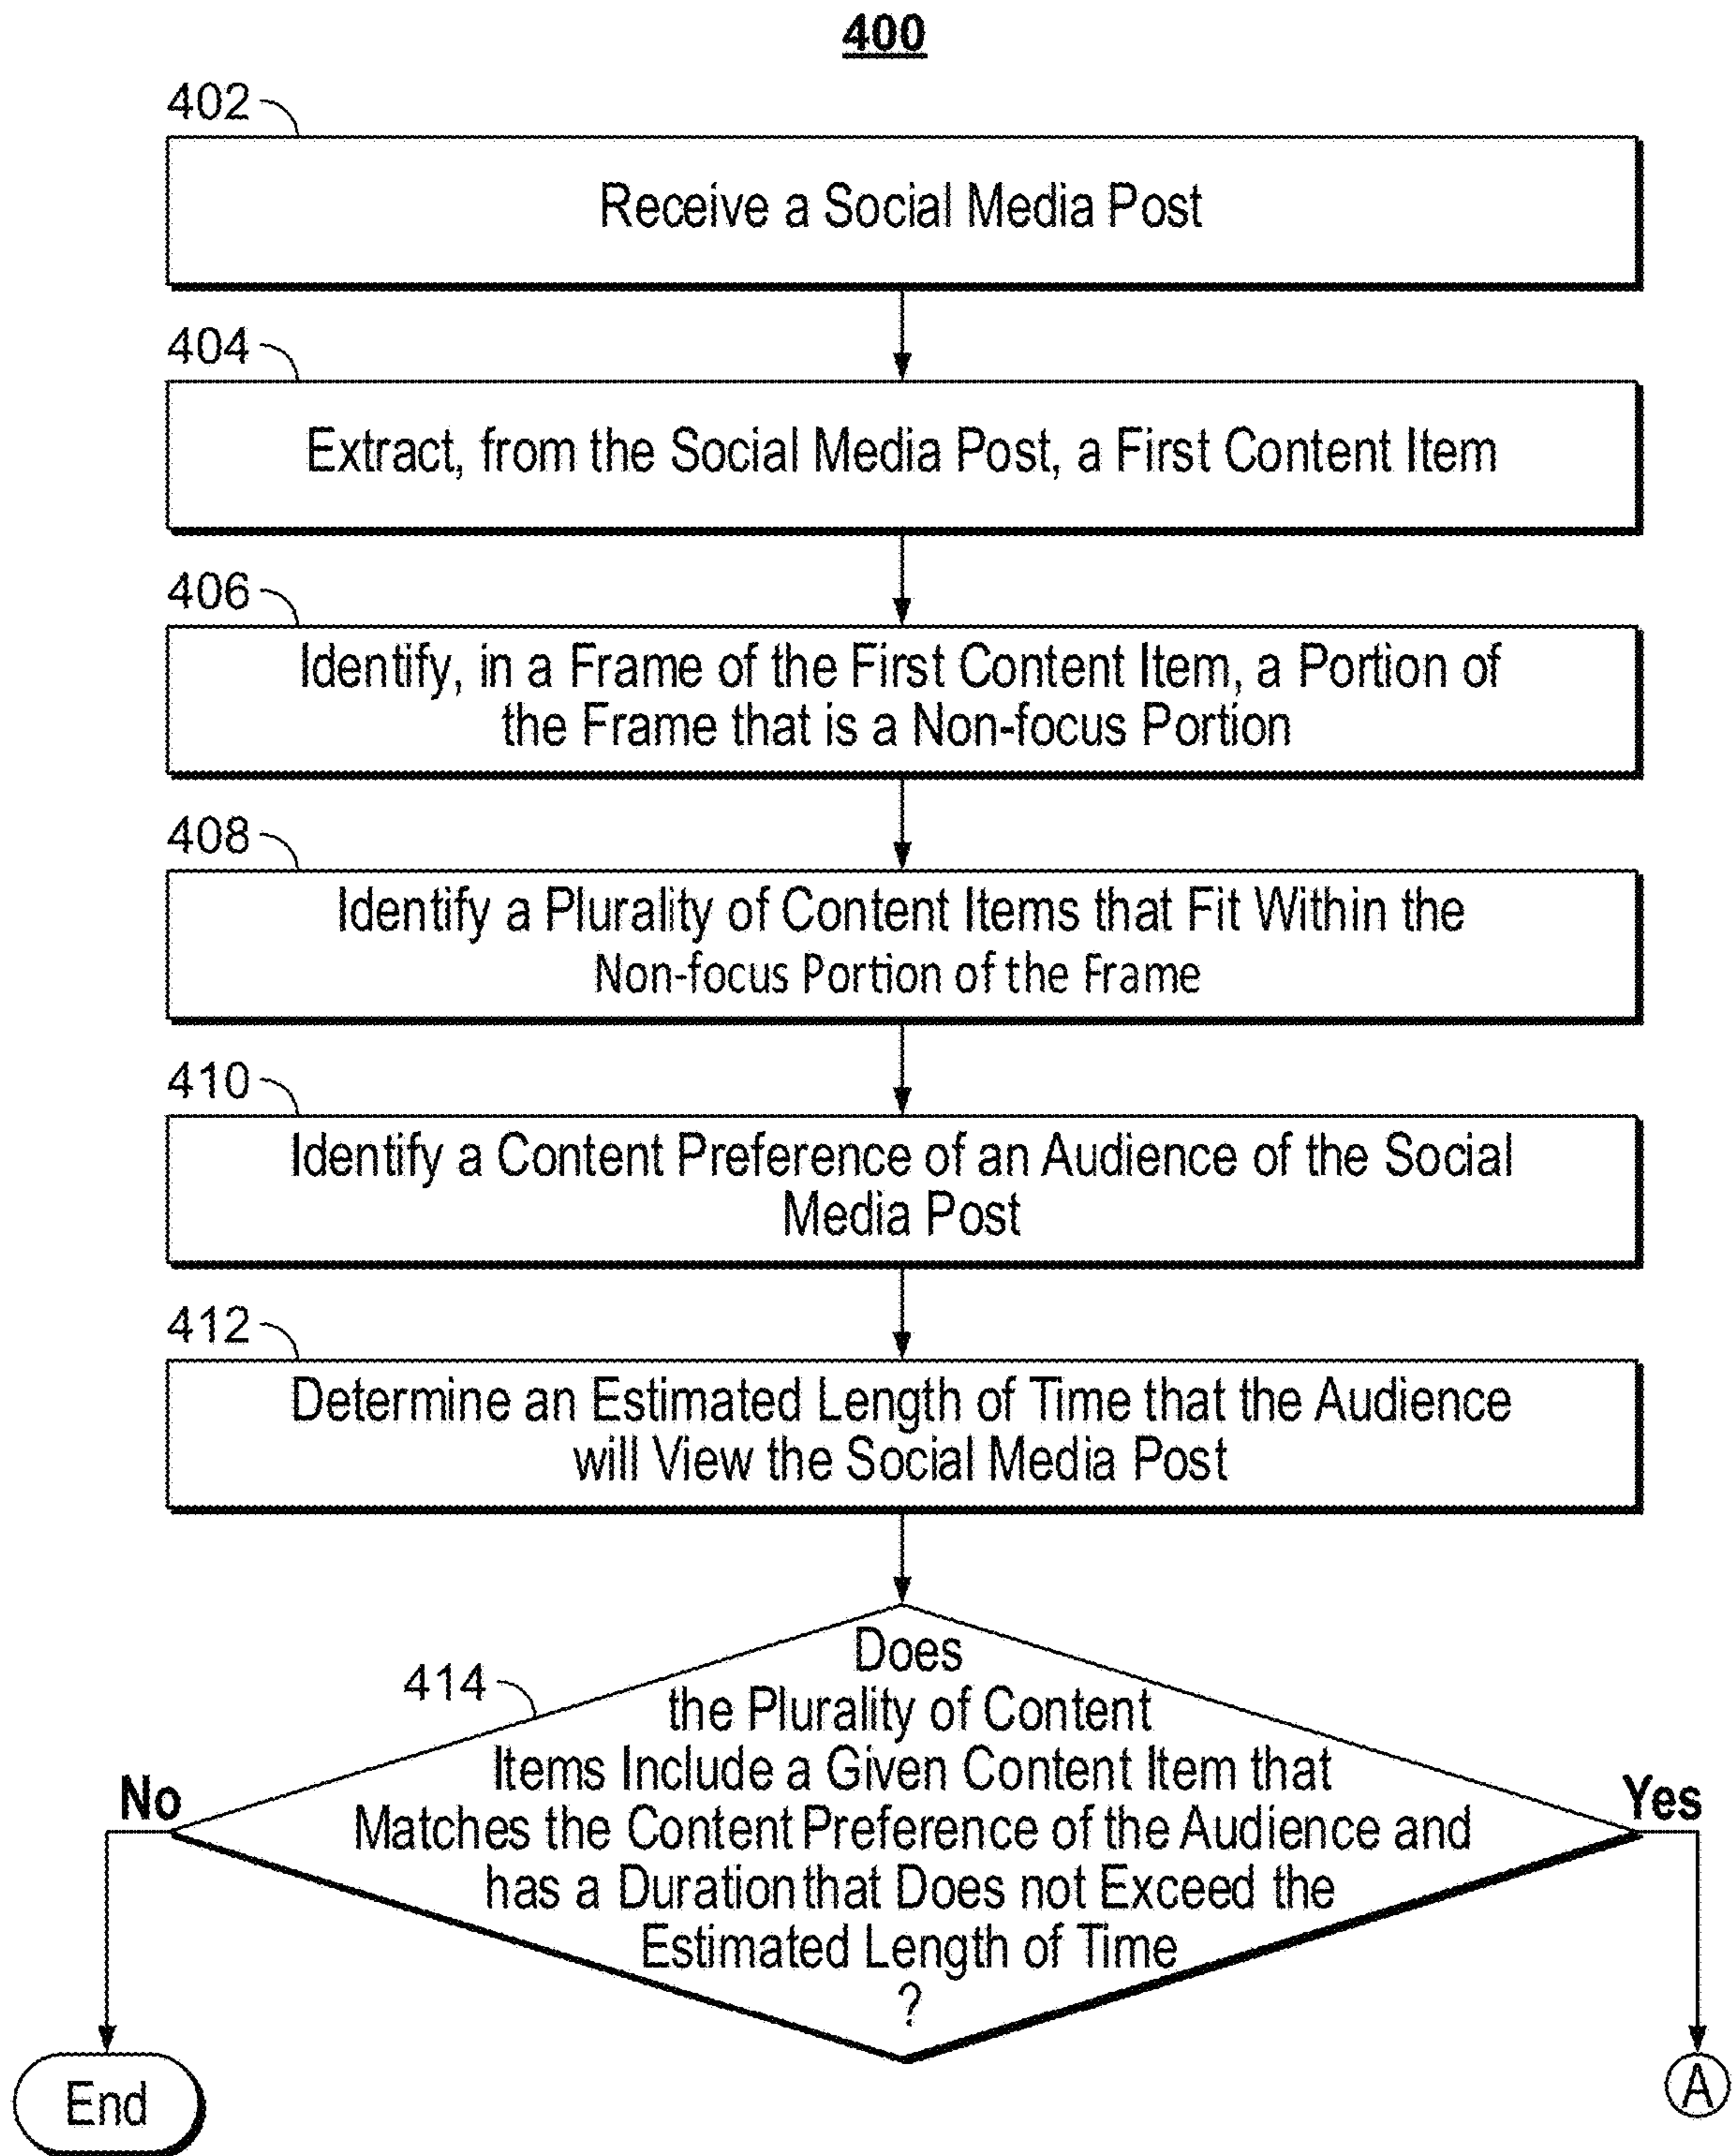 400
402
Receive a Social Media Post
404
Extract, from the Social Media Post, a First Content Item
406
Identify, in a Frame of the First Content Item, a Portion of
the Frame that is a Non-focus Portion
408
Identify a Plurality of Content Items that Fit Within the
Non-focus Portion of the Frame
410
Identify a Content Preference of an Audience of the Social
Media Post
412
Determine an Estimated Length of Time that the Audience
will View the Social Media Post
414
Does
the Plurality of Content
Items Include a Given Content Item that
Matches the Content Preference of the Audience and
has a Duration that Does not Exceed the
Estimated Length of Time
?
No
Yes
End
A